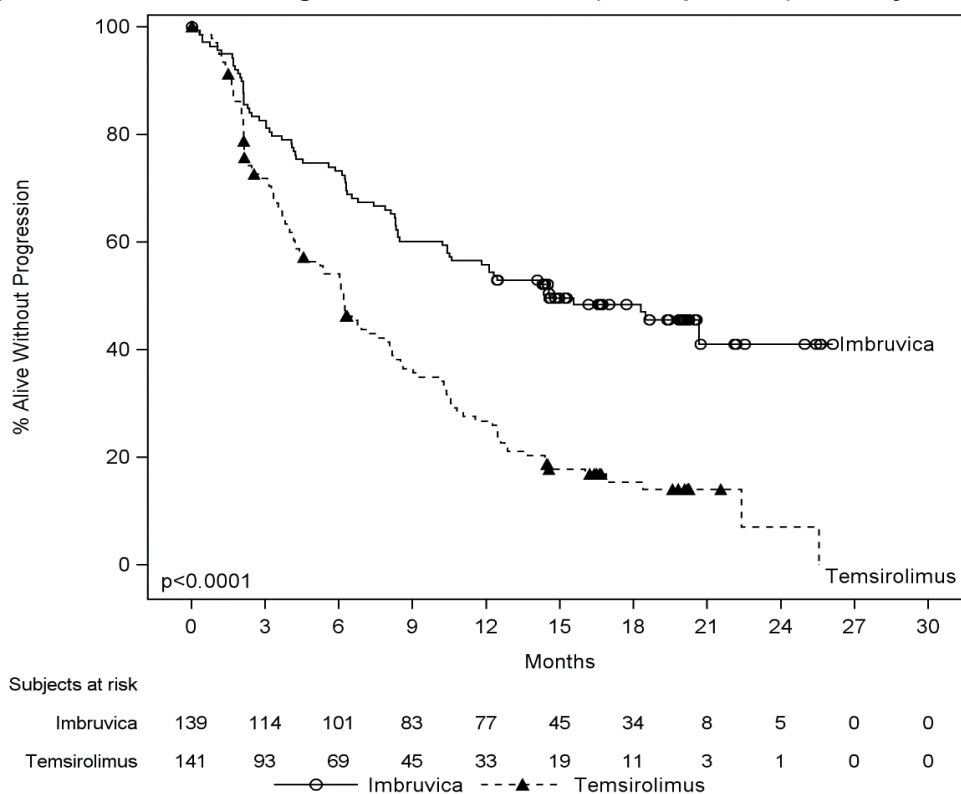 100
80
60
40
20
0
% Alive Without Progression
Imbruvica
Temsirolimus
p<0.0001
0 3 6 9 12 15 18 21 24 27 30
Months
Subjects at risk
Imbruvica 139 114 101 83 77 45 34 8 5 0 0
Temsirolimus 141 93 69 45 33 19 11 3 1 0 0
Imbruvica Temsirolimus